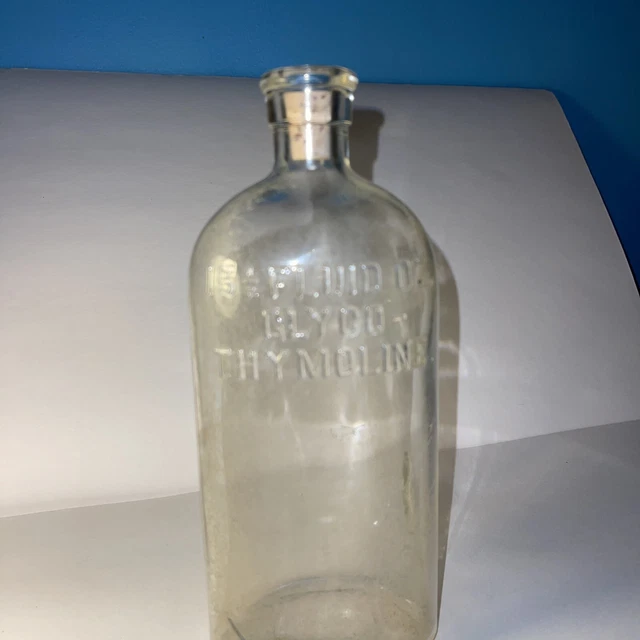 FLUID OZ
GLYCO-
THYMOLINE